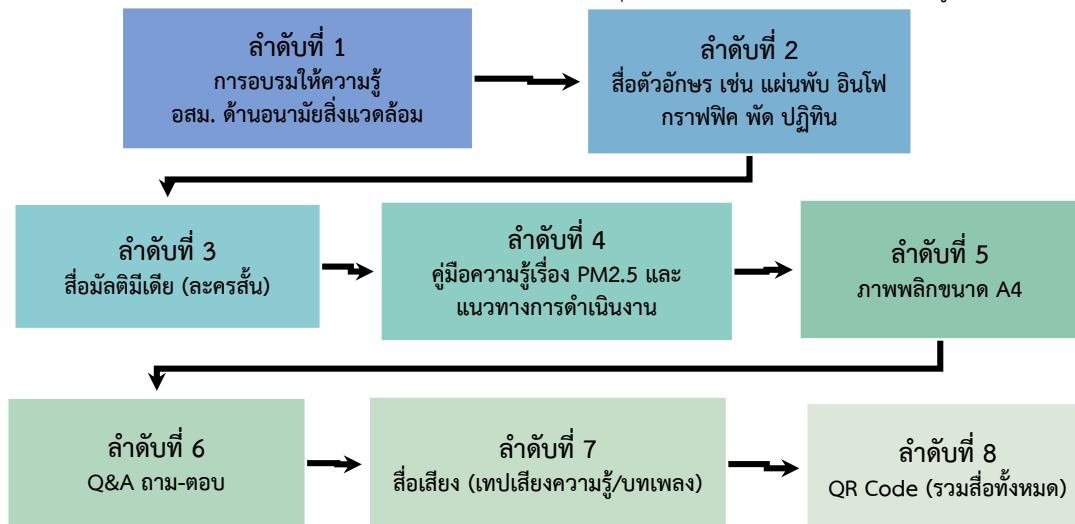 ลำดับที่ 1
การอบรมให้ความรู้
อสม. ด้านอนามัยสิ่งแวดล้อม
ลำดับที่ 2
สื่อตัวอักษร เช่น แผ่นพับ อินโฟ
กราฟฟิค พัด ปฏิทิน
ลำดับที่ 3
สื่อมัลติมีเดีย (ละครสั้น)
ลำดับที่ 4
คู่มือความรู้เรื่อง PM2.5 และ
แนวทางการดำเนินงาน
ลำดับที่ 5
ภาพพลิกขนาด A4
ลำดับที่ 6
Q&A ถาม-ตอบ
ลำดับที่ 7
สื่อเสียง (เทปเสียงความรู้/บทเพลง)
ลำดับที่ 8
QR Code (รวมสื่อทั้งหมด)